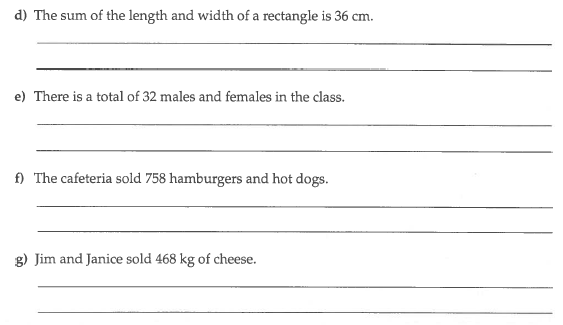 d) The sum of the length and width of a rectangle is 36 cm.
e) There is a total of 32 males and females in the class.
f) The cafeteria sold 758 hamburgers and hot dogs.
g) Jim and Janice sold 468 kg of cheese.